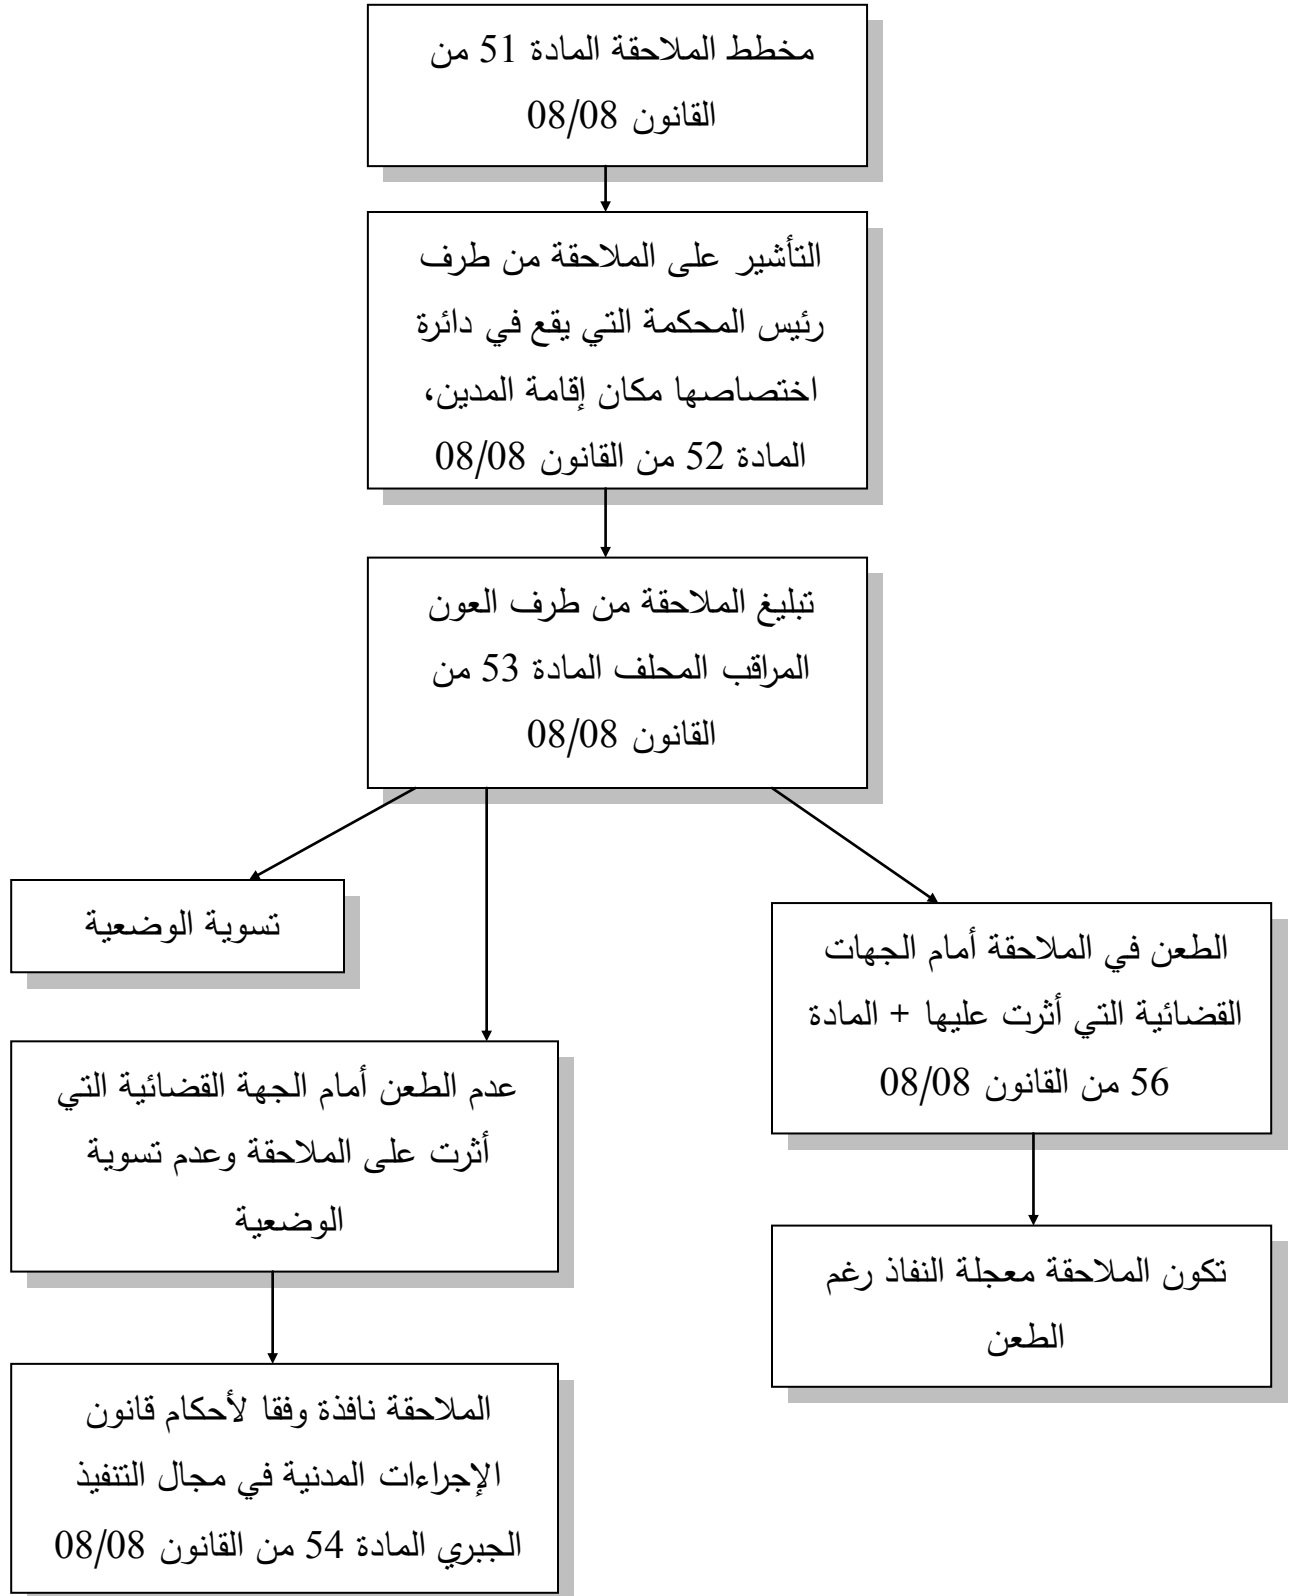 مخطط الملاحقة المادة 51 من
القانون 08/08
التأشير على الملاحقة من طرف
رئيس المحكمة التي يقع في دائرة
اختصاصها مكان إقامة المدين،
المادة 52 من القانون 08/08
تبليغ الملاحقة من طرف العون
المراقب المحلف المادة 53 من
القانون 08/08
تسوية الوضعية
الطعن في الملاحقة أمام الجهات
القضائية التي أثرت عليها + المادة
56 من القانون 08/08
عدم الطعن أمام الجهة القضائية التي
أثرت على الملاحقة وعدم تسوية
الوضعية
تكون الملاحقة معجلة النفاذ رغم
الطعن
الملاحقة نافذة وفقا لأحكام قانون
الإجراءات المدنية في مجال التنفيذ
الجبري المادة 54 من القانون 08/08